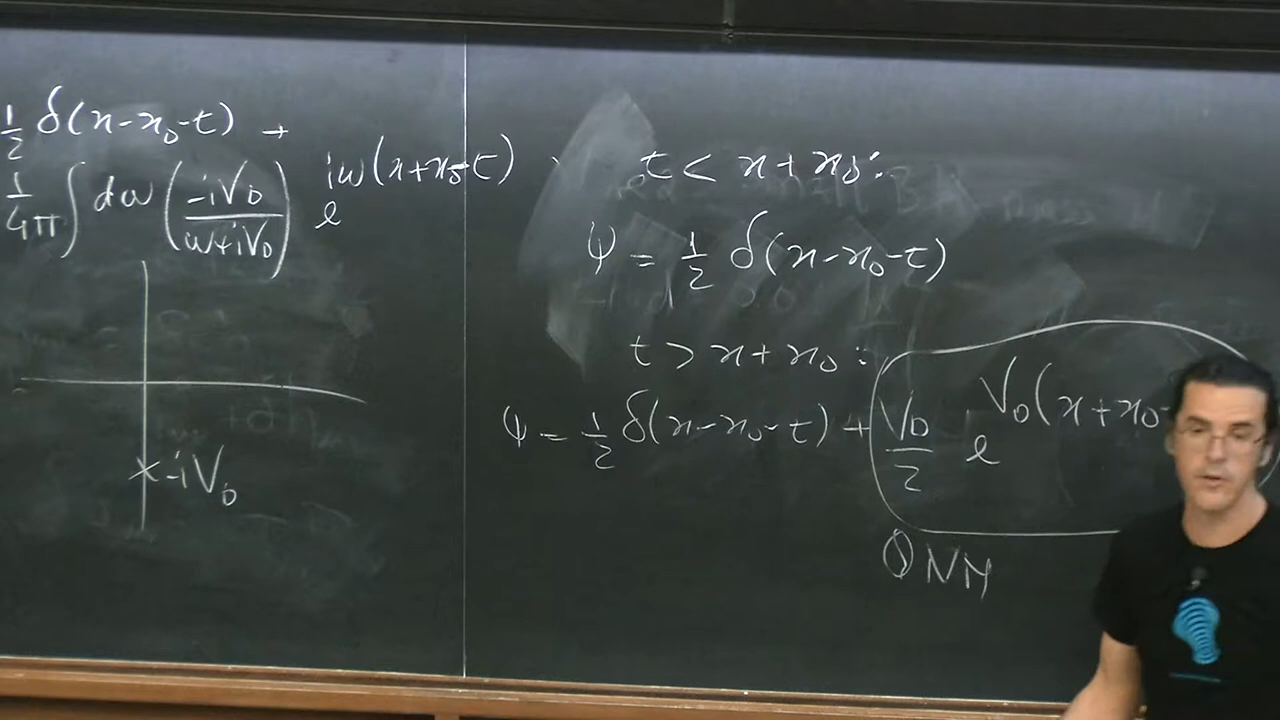 ½ δ(x-x₀-t) +
1/4π ∫ dω (-iV₀/ω+iV₀) e^{iω(x+x₀-t)}
x -iV₀
t < x+x₀:
ψ = ½ δ(x-x₀-t)
t > x+x₀:
ψ = ½ δ(x-x₀-t) + V₀/2 e^{V₀(x+x₀-
QNM